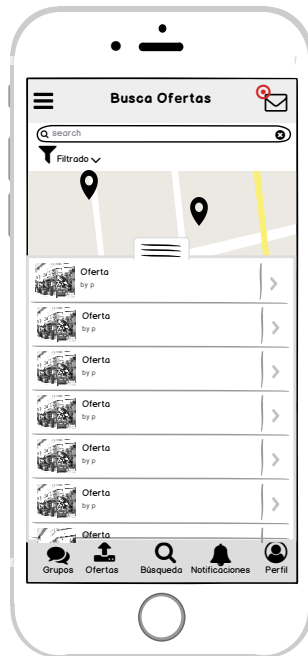 Busca Ofertas
search
Filtrado
Oferta
by p
Oferta
by p
Oferta
by p
Oferta
by p
Oferta
by p
Oferta
by p
Oferta
Grupos Ofertas Búsqueda Notificaciones Perfil